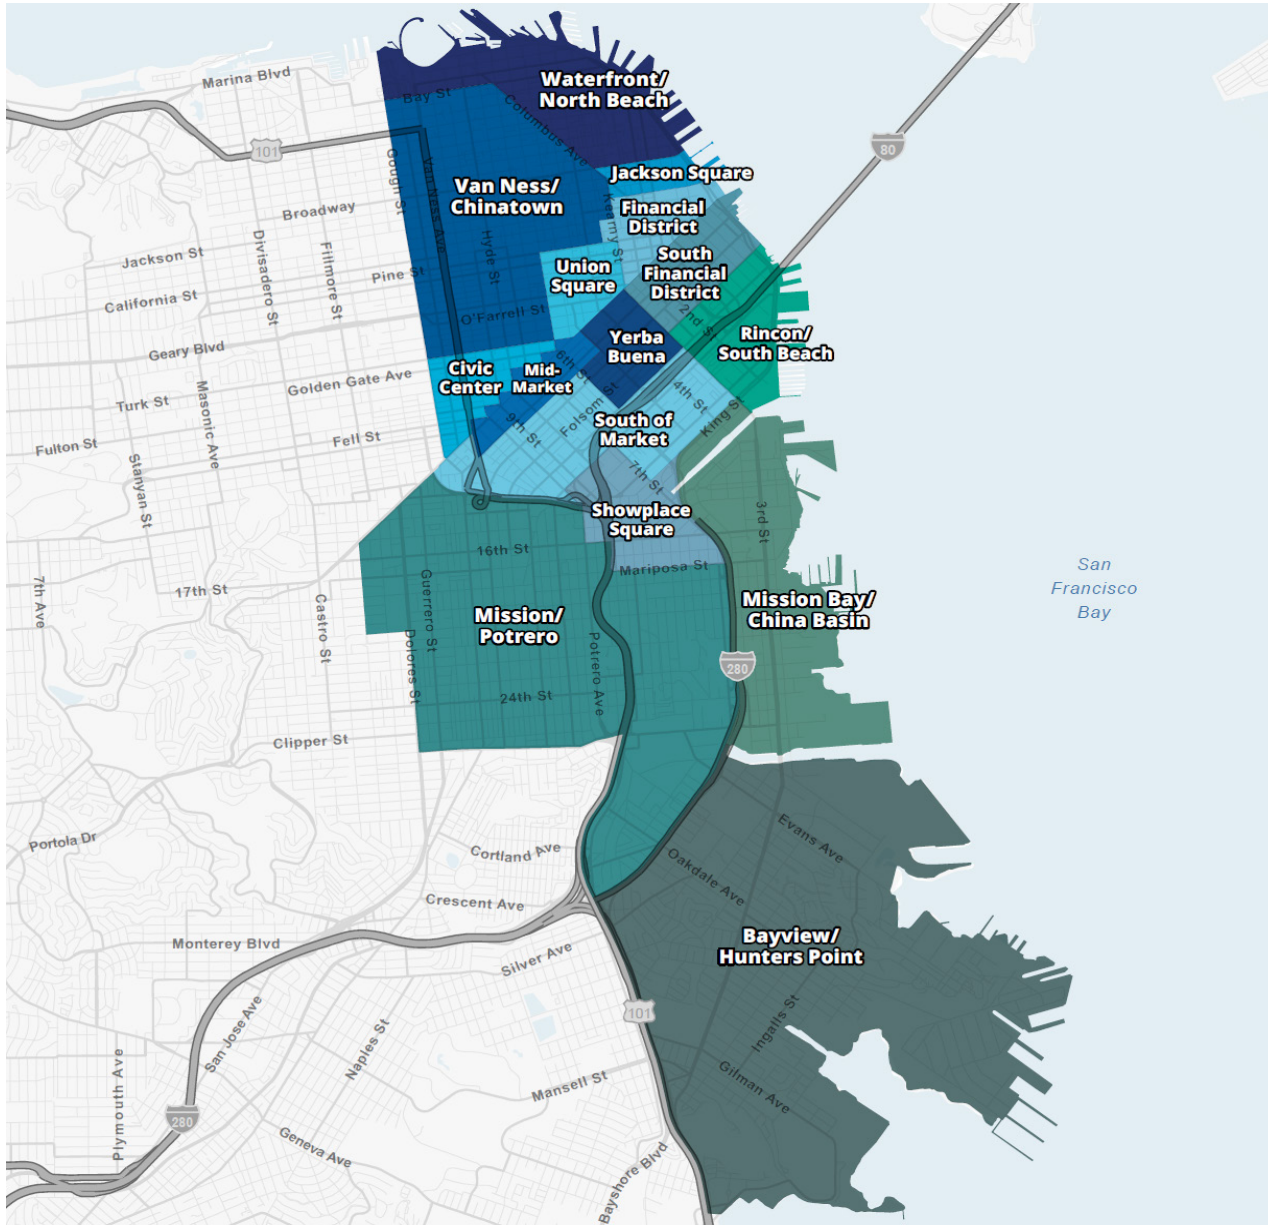 Waterfront/
North Beach
Marina Blvd
Bay St
Columbus Ave
101
80
Jackson Square
Van Ness/
Chinatown
Gough St
Van Ness Ave
Kearny St
Financial
District
Broadway
Hyde St
Divisadero St
Fillmore St
Jackson St
Pine St
Union
Square
South
Financial
District
California St
O'Farrell St
2nd St
Yerba
Buena
Rincon/
South Beach
Geary Blvd
Civic
Center
Mid-
Market
6th St
Golden Gate Ave
Masonic Ave
Turk St
4th St
King St
Folsom St
South of
Market
9th St
Fell St
Fulton St
Stanyan St
7th St
Showplace
Square
3rd St
16th St
Mariposa St
San
Francisco
Bay
7th Ave
17th St
Castro St
Guerrero St
Dolores St
Mission/
Potrero
Potrero Ave
Mission Bay/
China Basin
280
24th St
Clipper St
Portola Dr
Cortland Ave
Evans Ave
Oakdale Ave
Crescent Ave
Monterey Blvd
Silver Ave
Bayview/
Hunters Point
101
Ingalls St
San Jose Ave
Naples St
Plymouth Ave
Mansell St
Gilman Ave
280
Geneva Ave
Bayshore Blvd